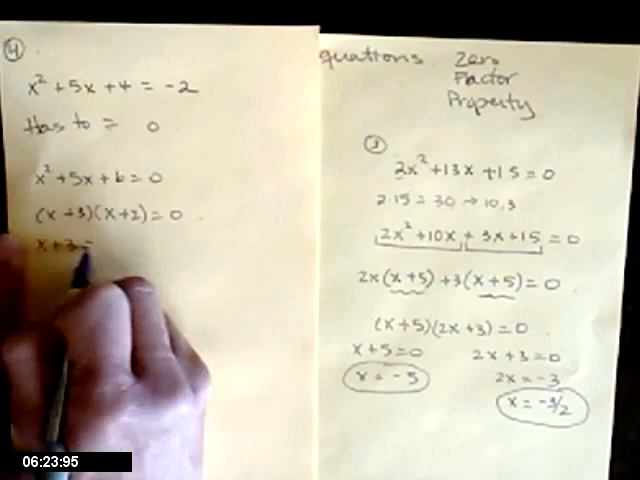 4
x² + 5x + 4 = -2
Has to = 0
x² + 5x + 6 = 0
(x + 3)(x + 2) = 0
x + 3 =
quations Zero
Factor
Property
3
2x² + 13x + 15 = 0
2·15 = 30 → 10, 3
2x² + 10x + 3x + 15 = 0
2x(x + 5) + 3(x + 5) = 0
(x + 5)(2x + 3) = 0
x + 5 = 0 2x + 3 = 0
x = -5 2x = -3
x = -3/2
06:23:95